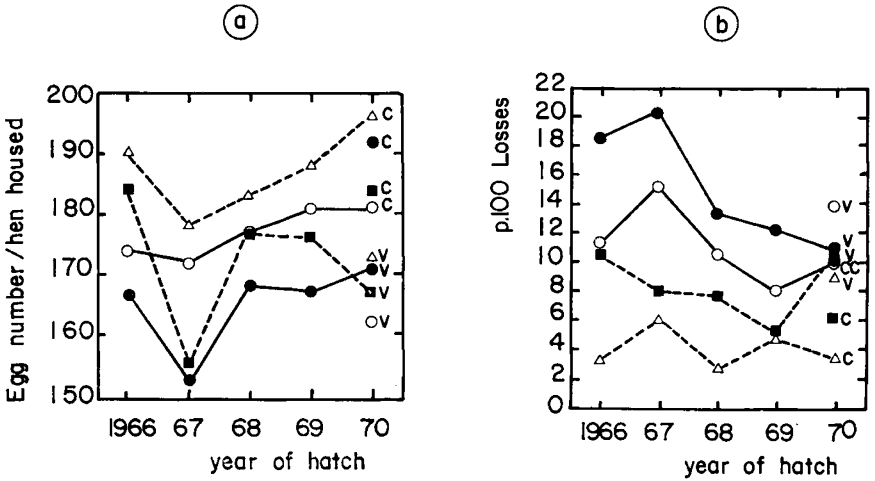 a
Egg number/hen housed
200
190
180
170
160
150
C
C
C
C
V
V
V
V
1966 67 68 69 70
year of hatch
b
p.100 Losses
22
20
18
16
14
12
10
8
6
4
2
0
V
V
V
CC
V
C
C
1966 67 68 69 70
year of hatch